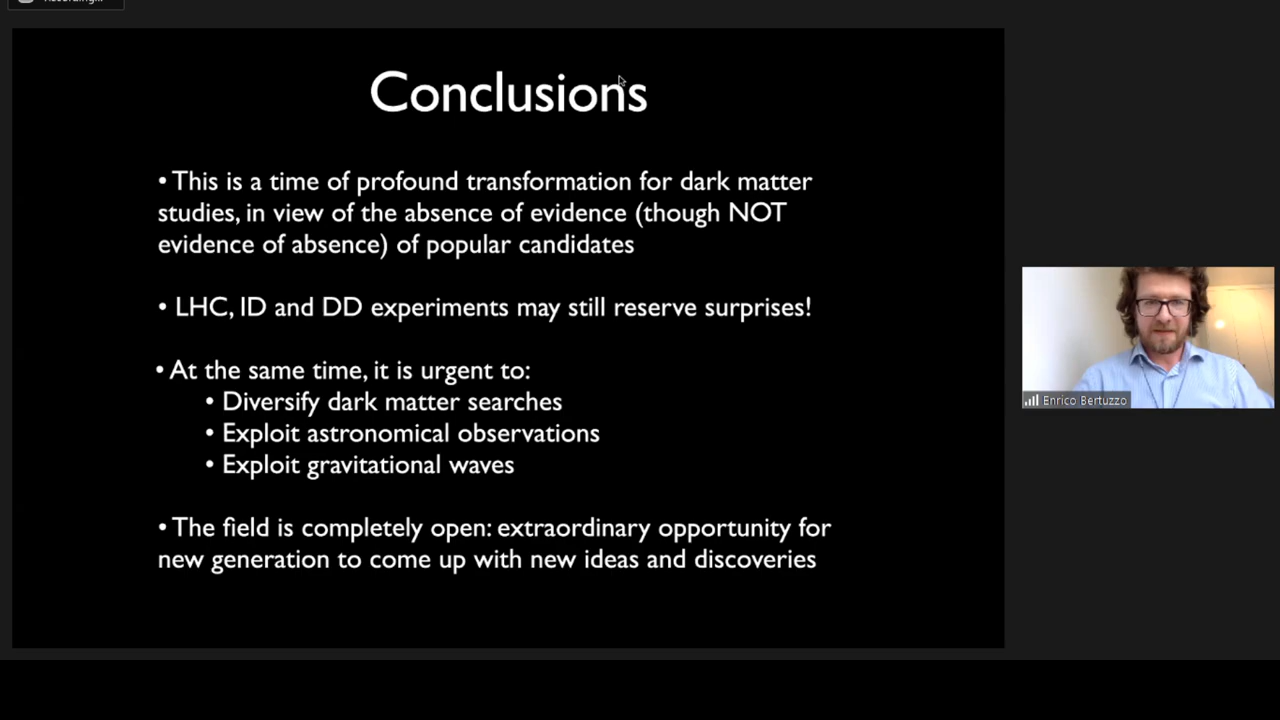 Recording...
Conclusions
• This is a time of profound transformation for dark matter
studies, in view of the absence of evidence (though NOT
evidence of absence) of popular candidates
• LHC, ID and DD experiments may still reserve surprises!
• At the same time, it is urgent to:
• Diversify dark matter searches
• Exploit astronomical observations
• Exploit gravitational waves
• The field is completely open: extraordinary opportunity for
new generation to come up with new ideas and discoveries
Enrico Bertuzzo